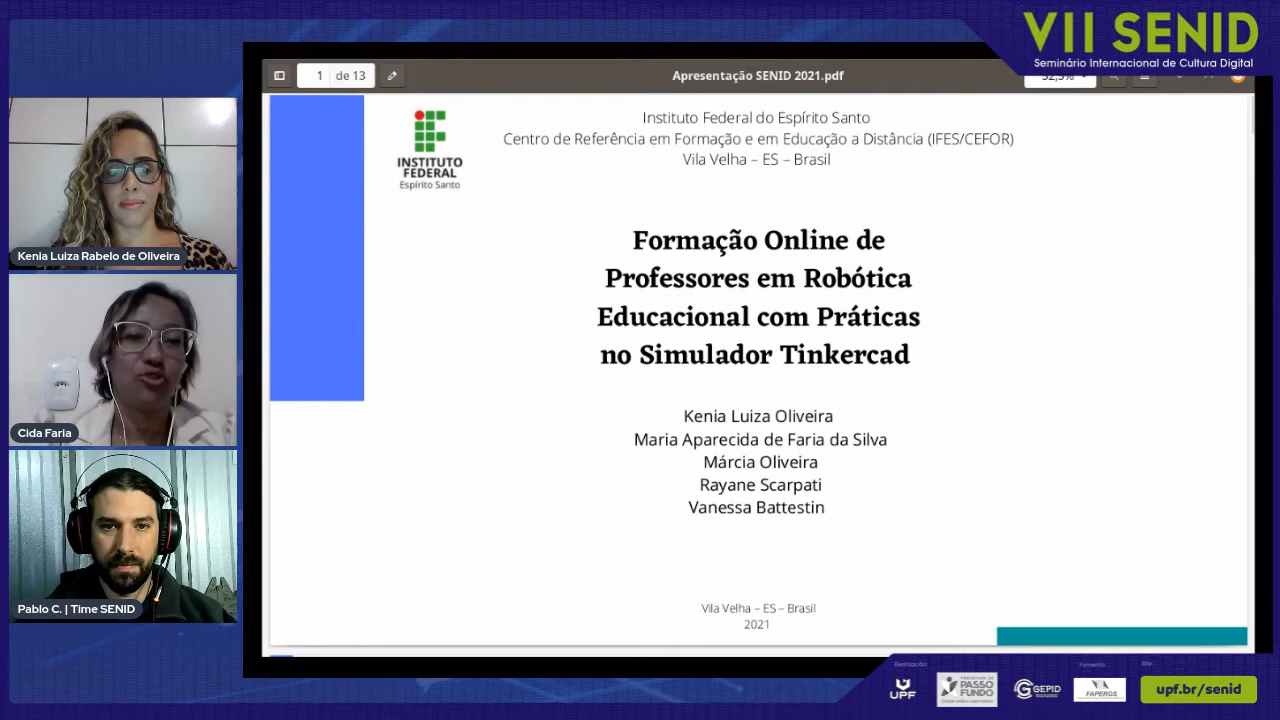 VII SENID
Seminário Internacional de Cultura Digital
1 de 13
Apresentação SENID 2021.pdf
INSTITUTO
FEDERAL
Espírito Santo
Instituto Federal do Espírito Santo
Centro de Referência em Formação e em Educação a Distância (IFES/CEFOR)
Vila Velha – ES – Brasil
Formação Online de
Professores em Robótica
Educacional com Práticas
no Simulador Tinkercad
Kenia Luiza Oliveira
Maria Aparecida de Faria da Silva
Márcia Oliveira
Rayane Scarpati
Vanessa Battestin
Vila Velha – ES – Brasil
2021
Kenia Luiza Rabelo de Oliveira
Cida Faria
Pablo C. | Time SENID
Realização:
UPF
PASSO
FUNDO
GEPID
Fomento:
FAPERGS
Site:
upf.br/senid